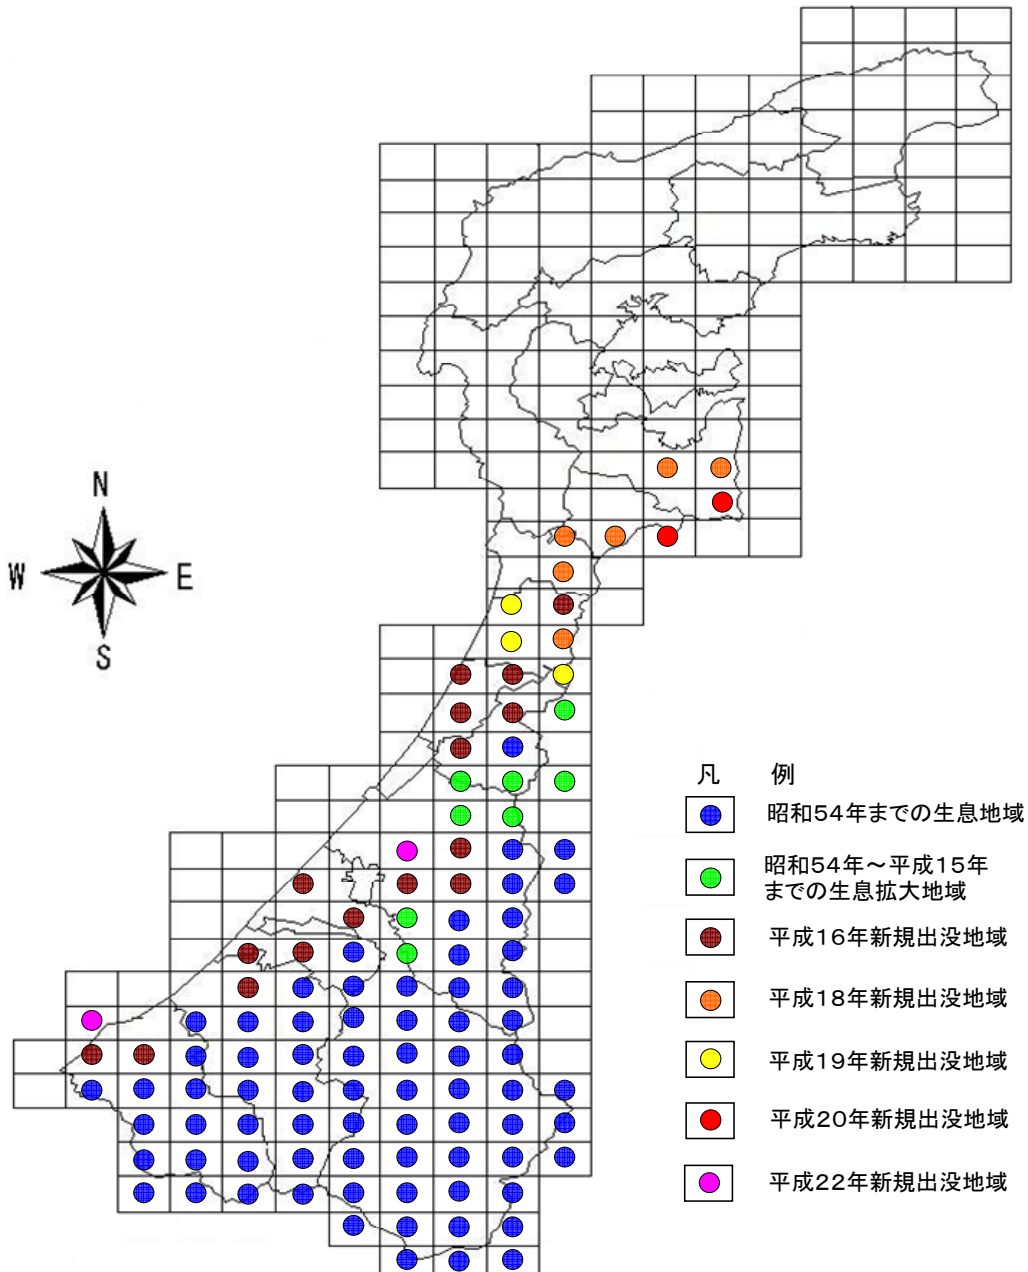 N
W
E
S
凡 例
昭和54年までの生息地域
昭和54年～平成15年
までの生息拡大地域
平成16年新規出没地域
平成18年新規出没地域
平成19年新規出没地域
平成20年新規出没地域
平成22年新規出没地域